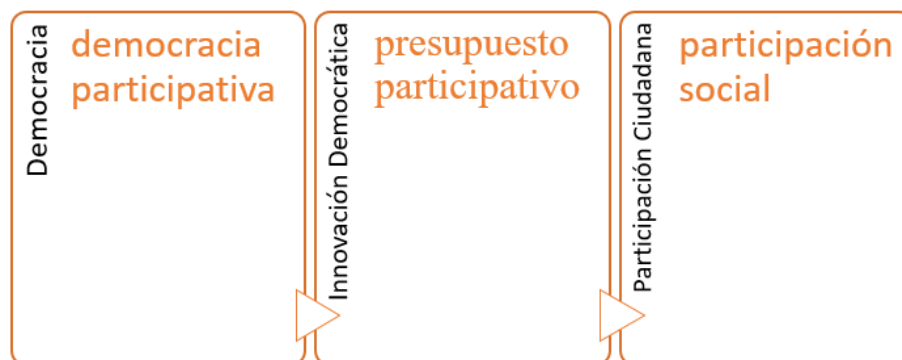 Democracia
democracia
participativa
Innovación Democrática
presupuesto
participativo
Participación Ciudadana
participación
social